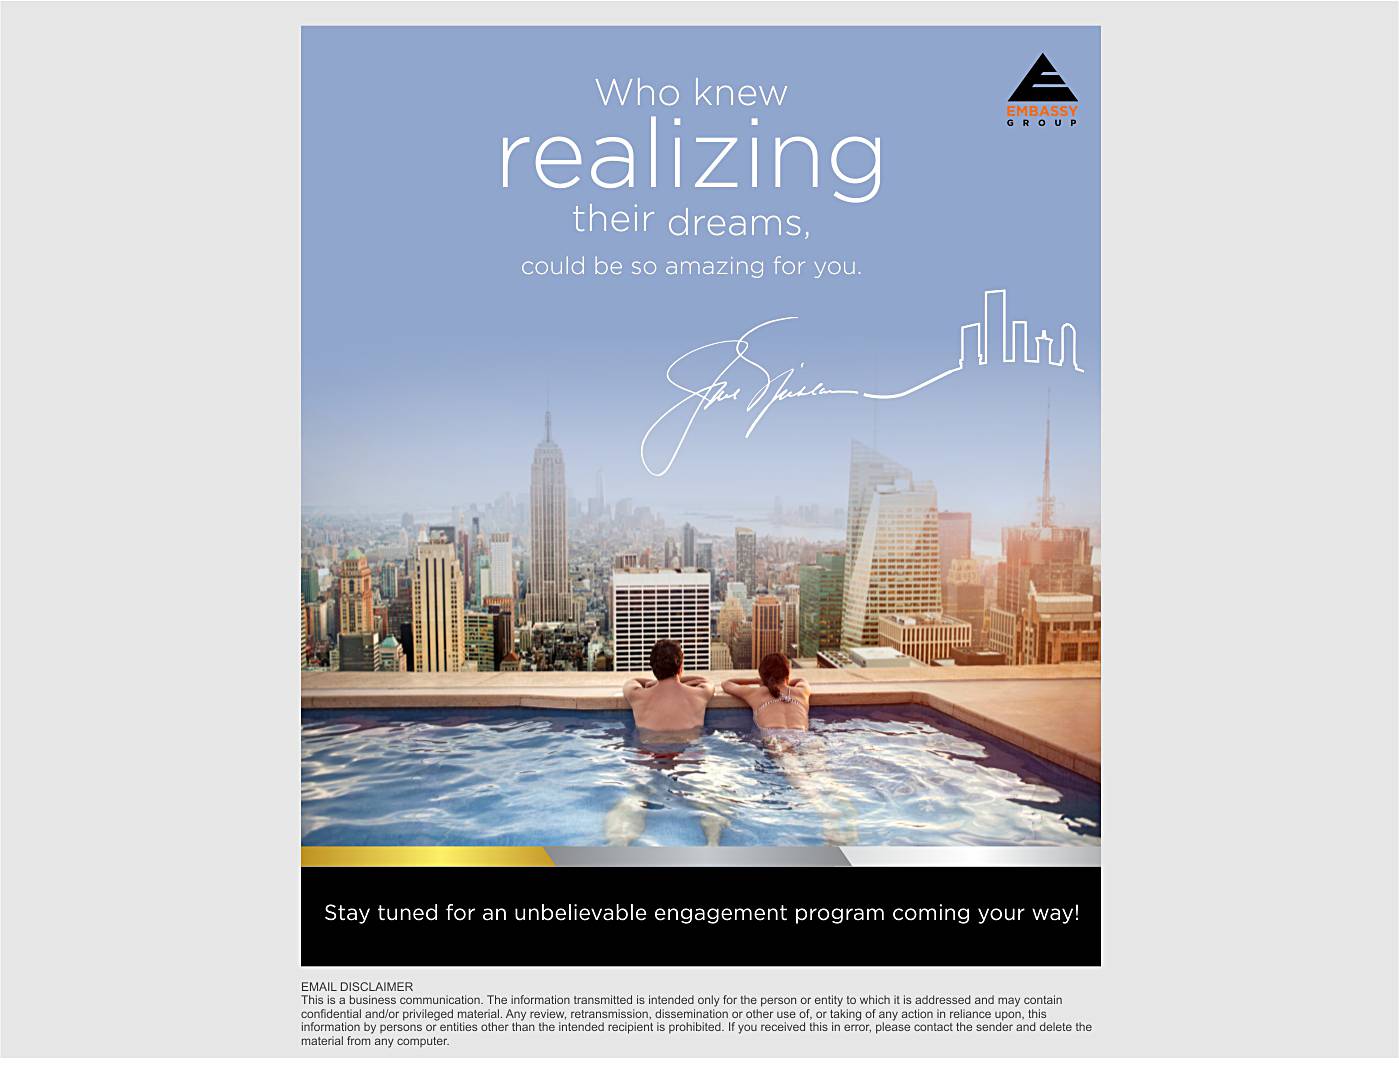 Who knew
realizing
their dreams,
could be so amazing for you.
EMBASSY
GROUP
Stay tuned for an unbelievable engagement program coming your way!
EMAIL DISCLAIMER
This is a business communication. The information transmitted is intended only for the person or entity to which it is addressed and may contain
confidential and/or privileged material. Any review, retransmission, dissemination or other use of, or taking of any action in reliance upon, this
information by persons or entities other than the intended recipient is prohibited. If you received this in error, please contact the sender and delete the
material from any computer.